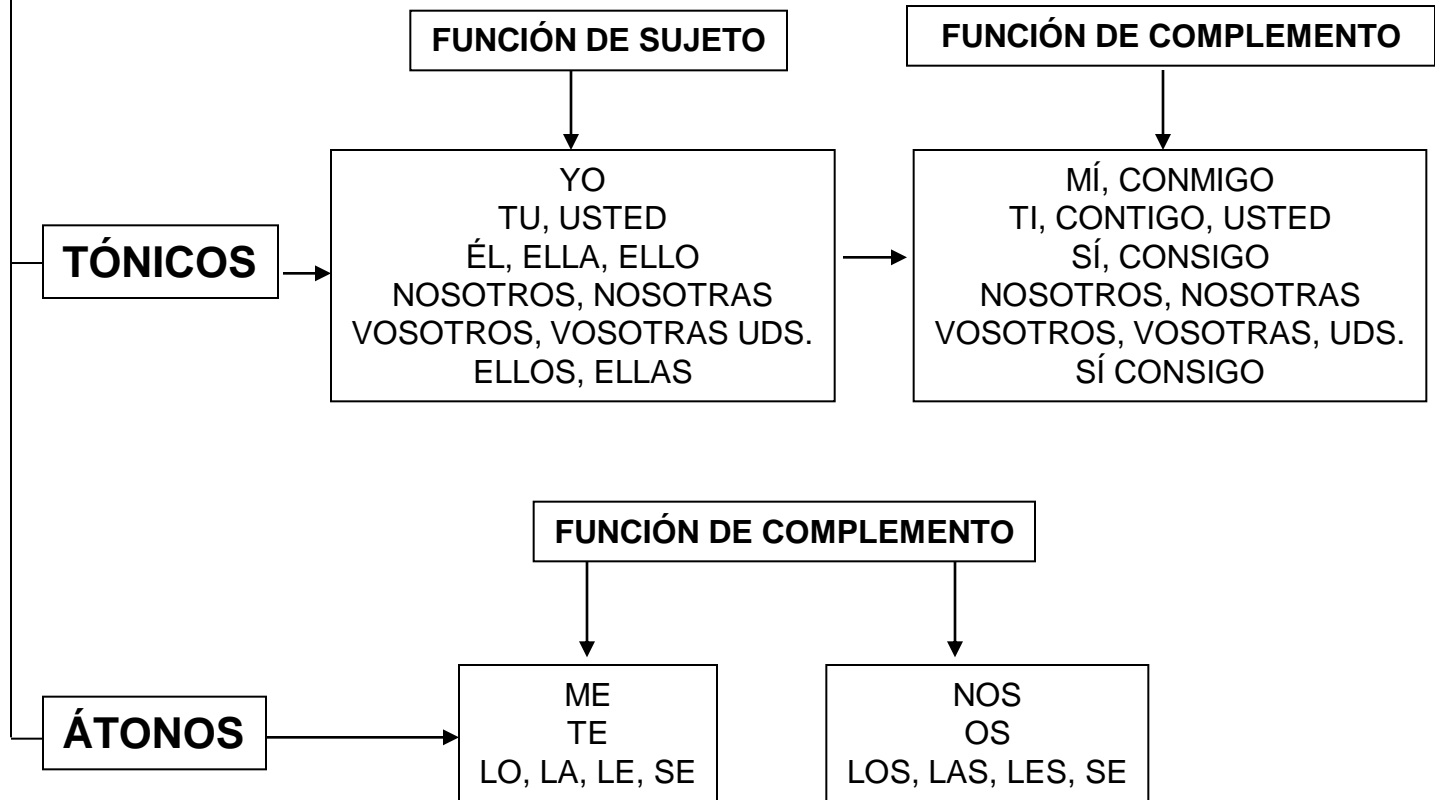 FUNCIÓN DE SUJETO
FUNCIÓN DE COMPLEMENTO
TÓNICOS
YO
TU, USTED
ÉL, ELLA, ELLO
NOSOTROS, NOSOTRAS
VOSOTROS, VOSOTRAS UDS.
ELLOS, ELLAS
MÍ, CONMIGO
TI, CONTIGO, USTED
SÍ, CONSIGO
NOSOTROS, NOSOTRAS
VOSOTROS, VOSOTRAS, UDS.
SÍ CONSIGO
FUNCIÓN DE COMPLEMENTO
ÁTONOS
ME
TE
LO, LA, LE, SE
NOS
OS
LOS, LAS, LES, SE